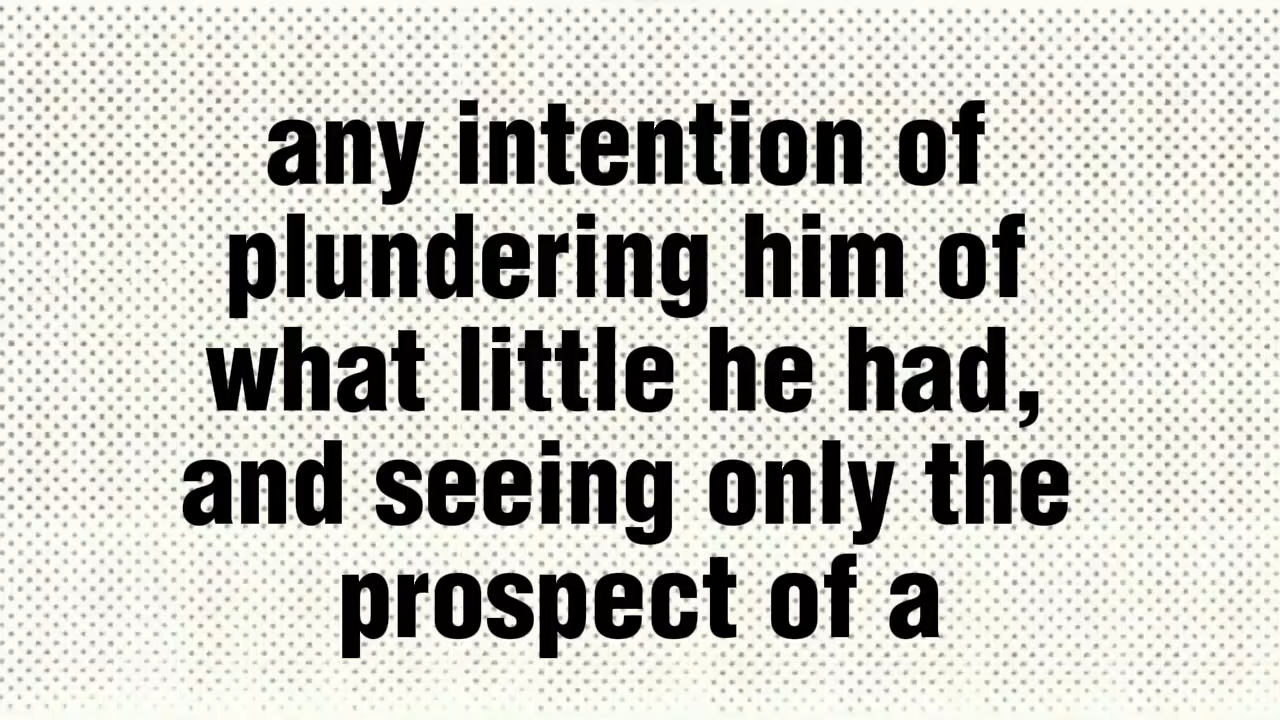 any intention of
plundering him of
what little he had,
and seeing only the
prospect of a